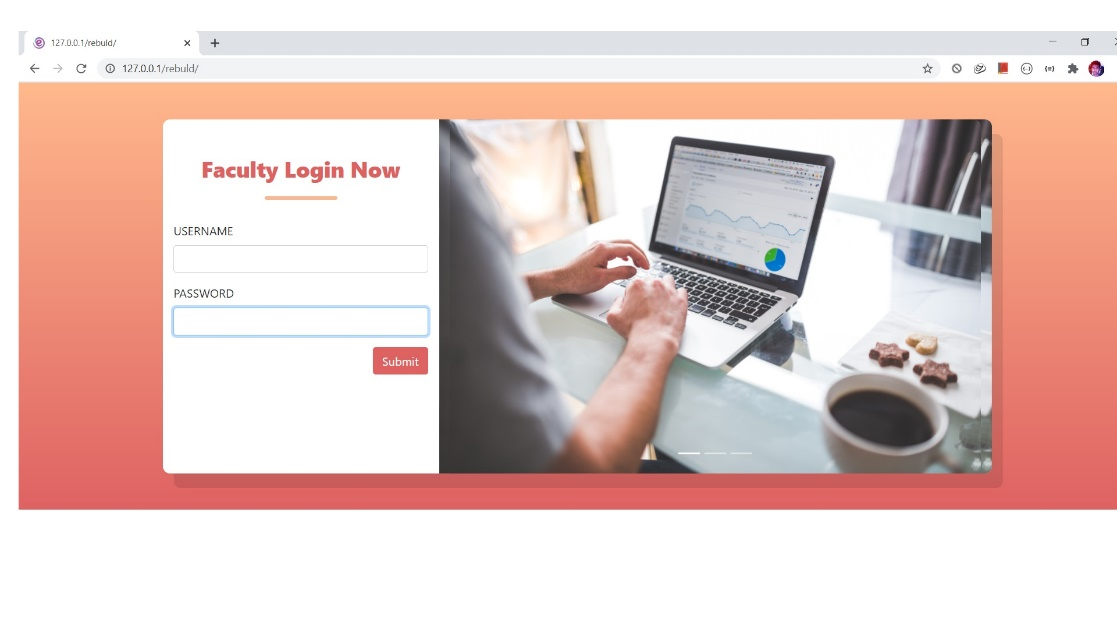 127.0.0.1/rebuld/
127.0.0.1/rebuld/
Faculty Login Now
USERNAME
PASSWORD
Submit